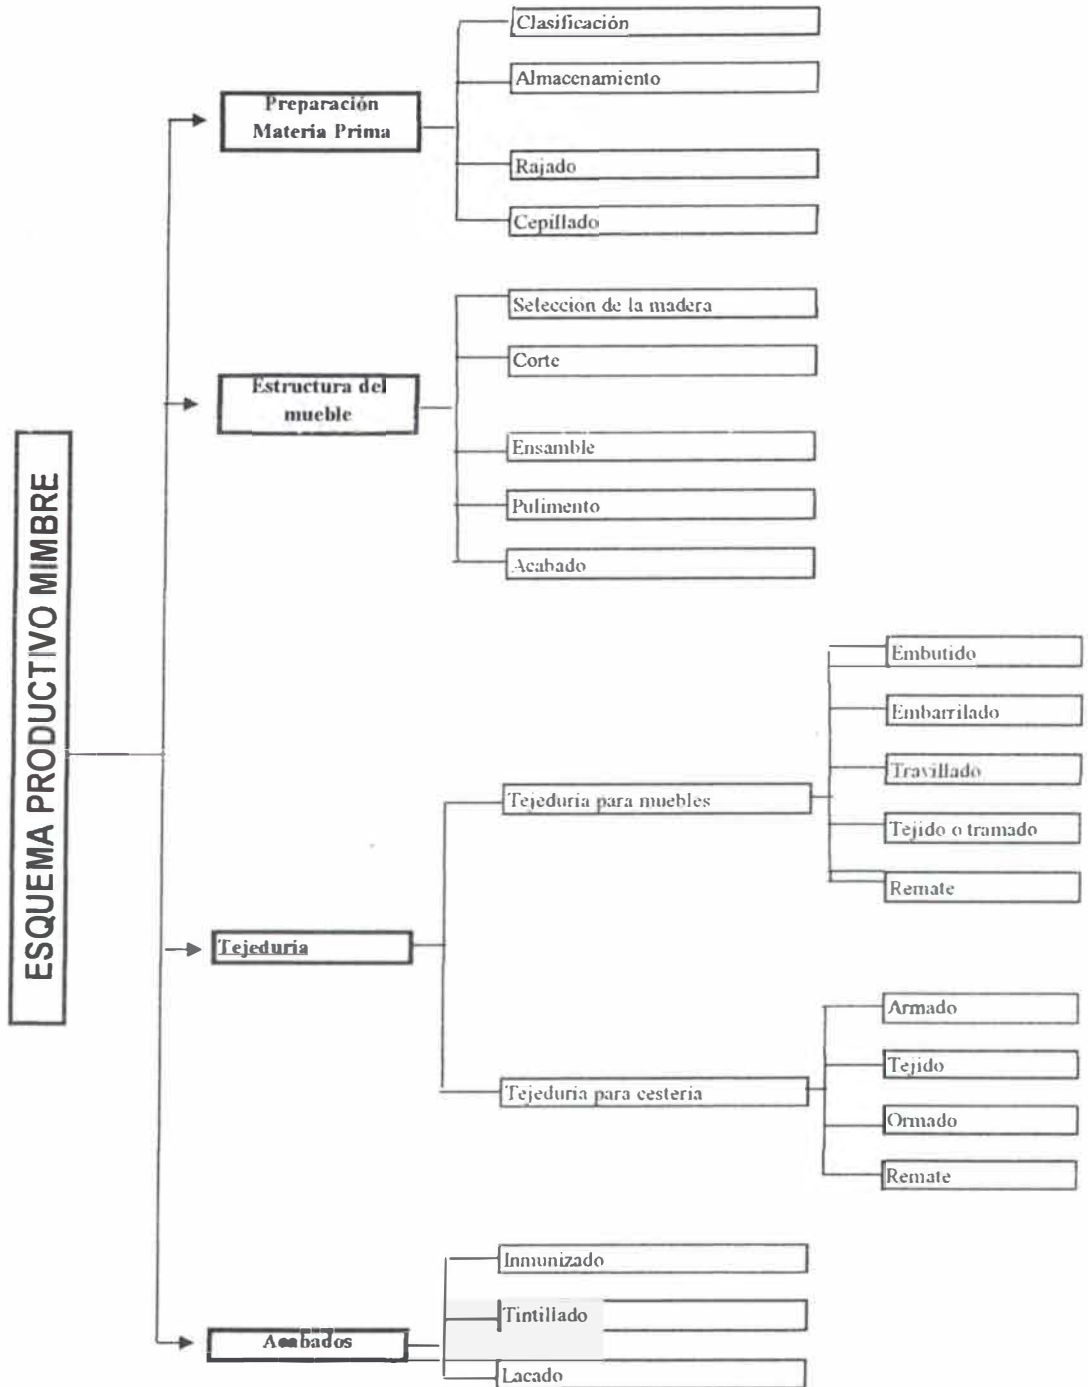 ESQUEMA PRODUCTIVO MIMBRE
Preparación
Materia Prima
Clasificación
Almacenamiento
Rajado
Cepillado
Estructura del
mueble
Seleccion de la madera
Corte
Ensamble
Pulimento
Acabado
Tejeduria
Tejeduria para muebles
Embutido
Embarrilado
Travillado
Tejido o tramado
Remate
Tejeduria para cesteria
Armado
Tejido
Ormado
Remate
Acabados
Inmunizado
Tintillado
Lacado